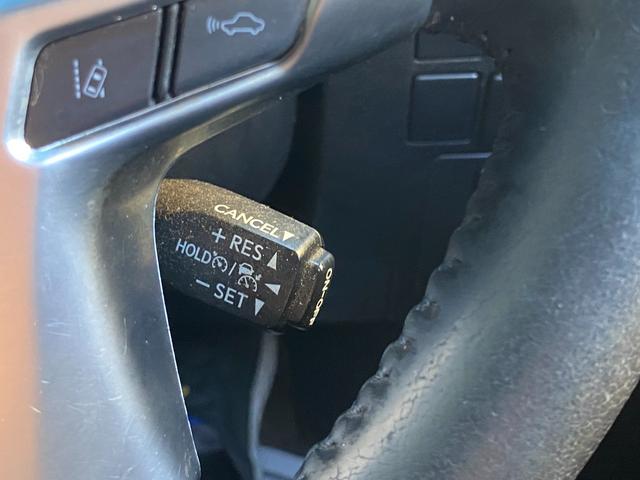 CANCEL
+ RES
HOLD /
- SET
ON-OFF